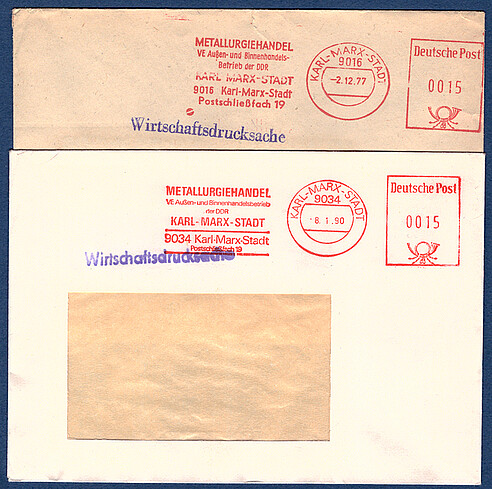 METALLURGIEHANDEL
VE Außen- und Binnenhandels-
Betrieb der DDR
KARL-MARX-STADT
9016 Karl-Marx-Stadt
Postschließfach 19
KARL-MARX-STADT
9016
-2.12.77
Deutsche Post
0015
Wirtschaftsdrucksache
METALLURGIEHANDEL
VE Außen- und Binnenhandelsbetrieb
der DDR
KARL-MARX-STADT
9034 Karl-Marx-Stadt
Postschließfach 19
KARL-MARX-STADT
9034
-8.1.90
Deutsche Post
0015
Wirtschaftsdrucksache